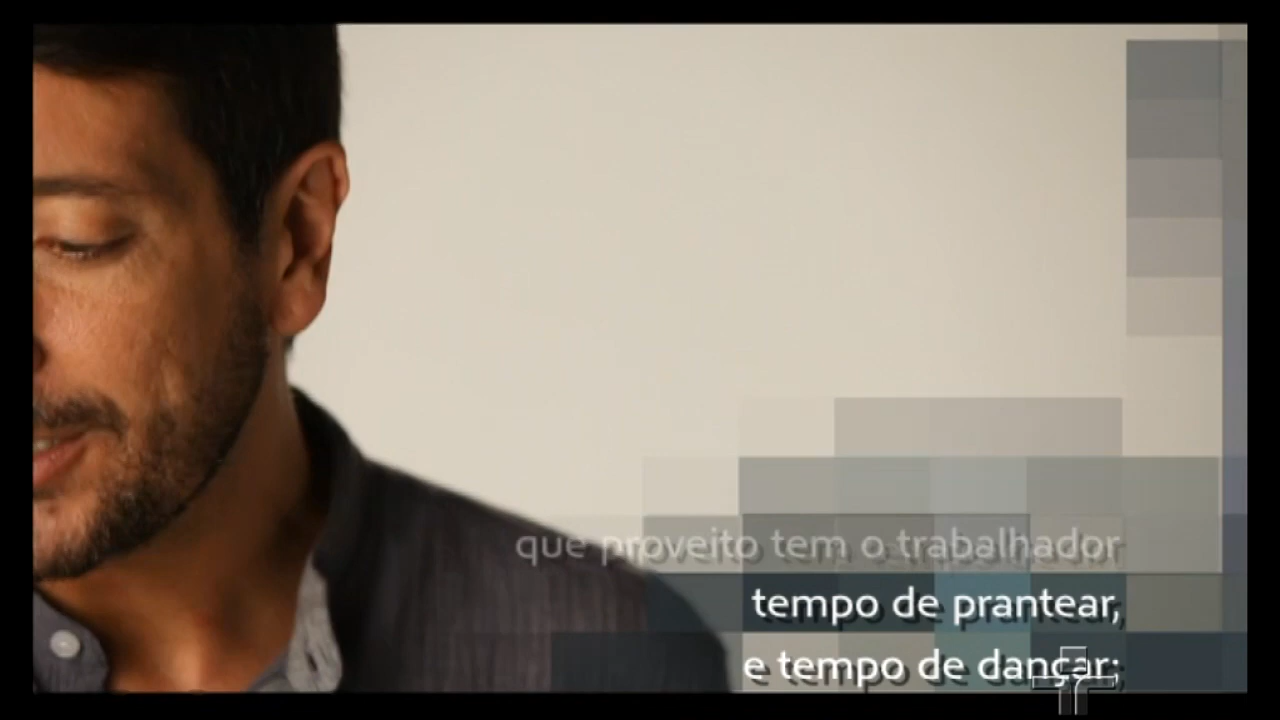 que proveito tem o trabalhador
tempo de prantear,
e tempo de dançar;